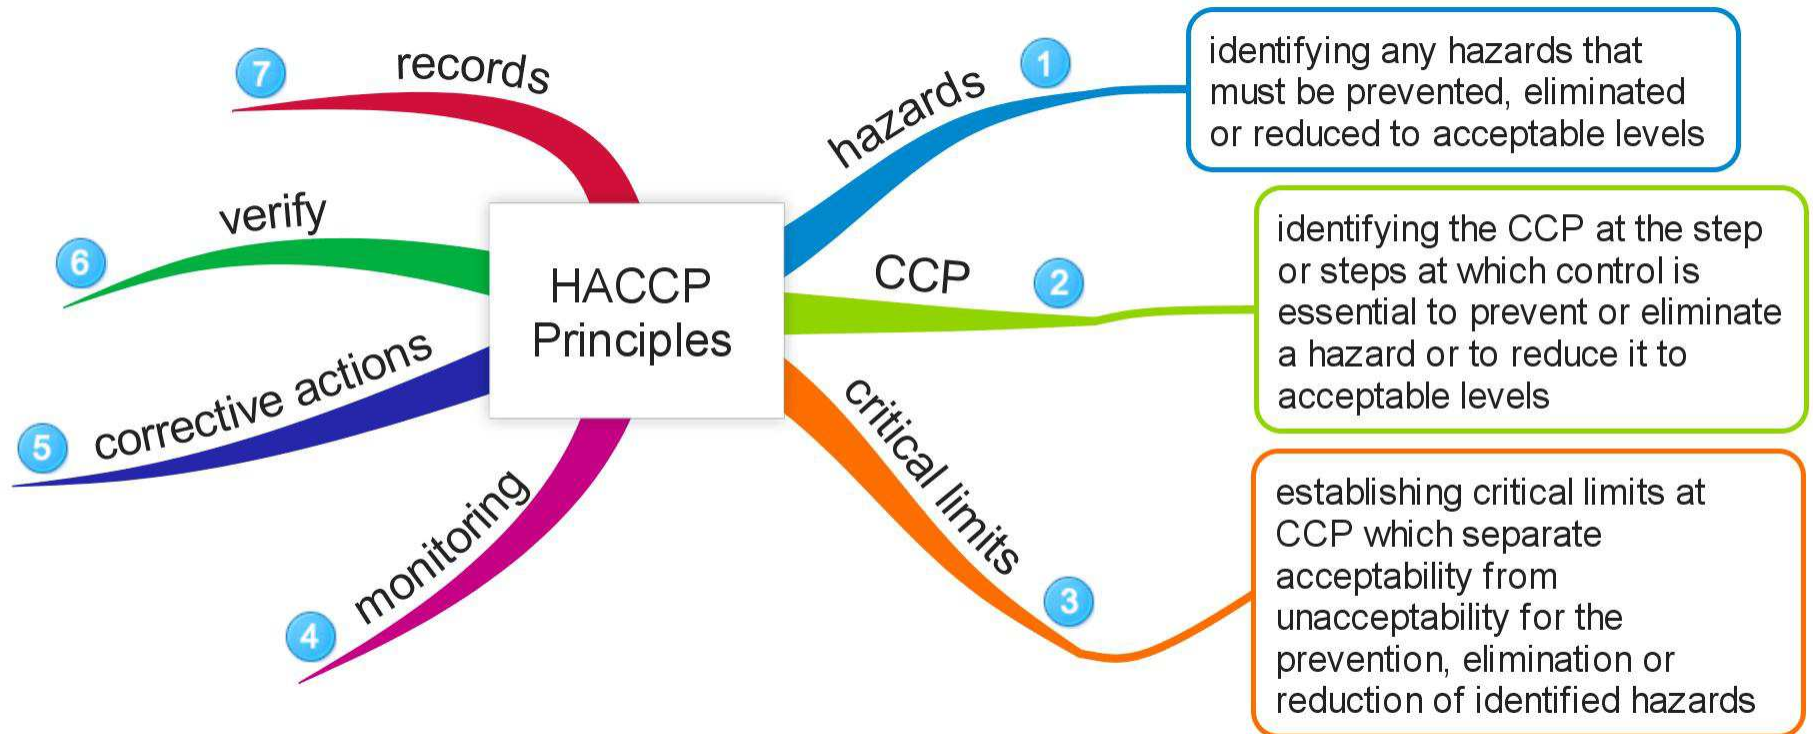 HACCP
Principles
hazards
1
identifying any hazards that
must be prevented, eliminated
or reduced to acceptable levels
CCP
2
identifying the CCP at the step
or steps at which control is
essential to prevent or eliminate
a hazard or to reduce it to
acceptable levels
critical limits
3
establishing critical limits at
CCP which separate
acceptability from
unacceptability for the
prevention, elimination or
reduction of identified hazards
monitoring
4
corrective actions
5
verify
6
records
7